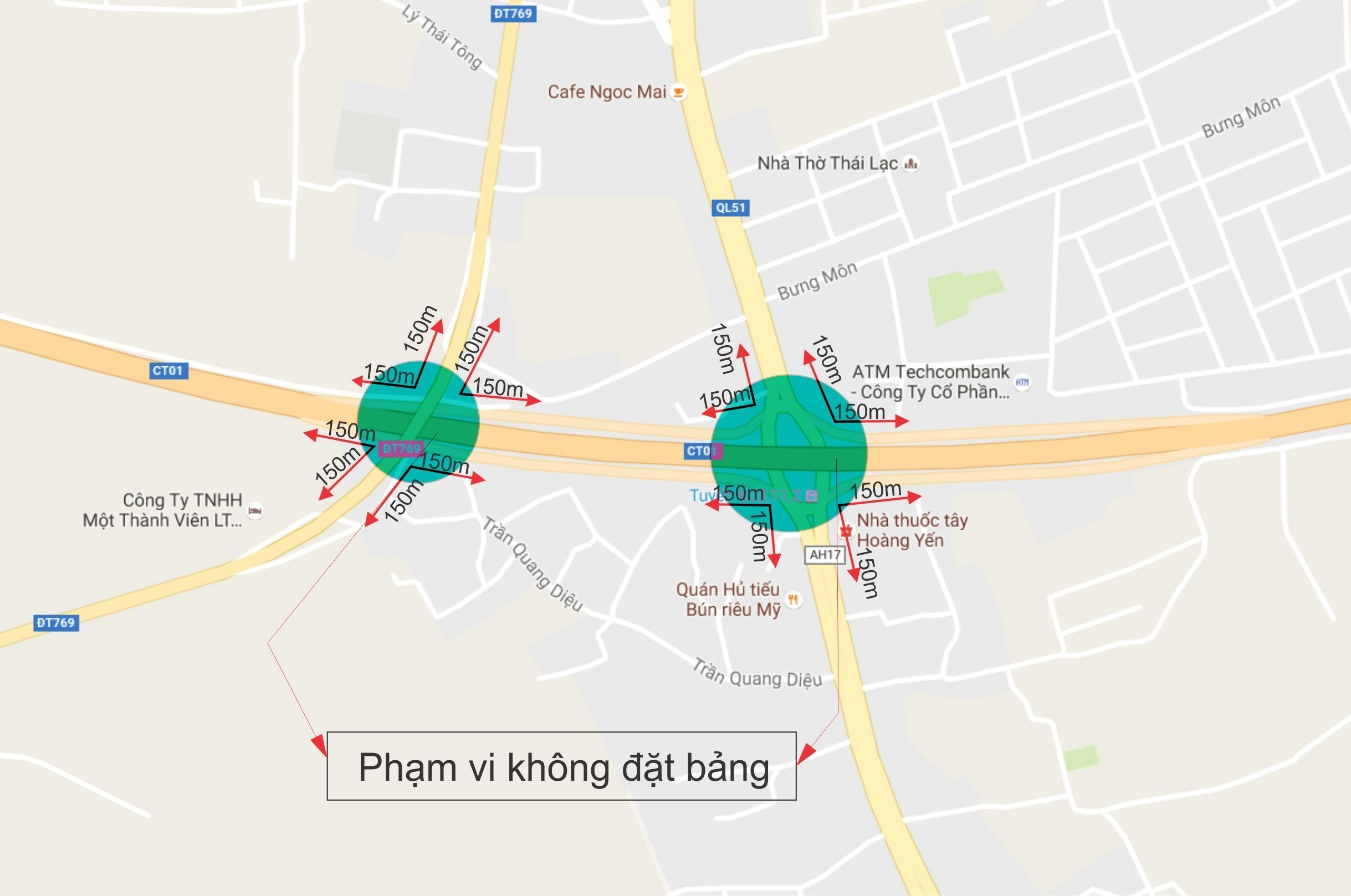 ĐT769
Lý Thái Tông
Cafe Ngoc Mai
Bưng Môn
Nhà Thờ Thái Lạc
QL51
Bưng Môn
150m
150m
150m
150m
150m
150m
150m
150m
CT01
ATM Techcombank
- Công Ty Cổ Phần...
ATM
150m
150m
150m
150m
ĐT769
CT01
150m
150m
150m
150m
Công Ty TNHH
Một Thành Viên LT...
Nhà thuốc tây
Hoàng Yến
AH17
Trần Quang Diệu
Quán Hủ tiếu
Bún riêu Mỹ
ĐT769
Trần Quang Diệu
Phạm vi không đặt bảng